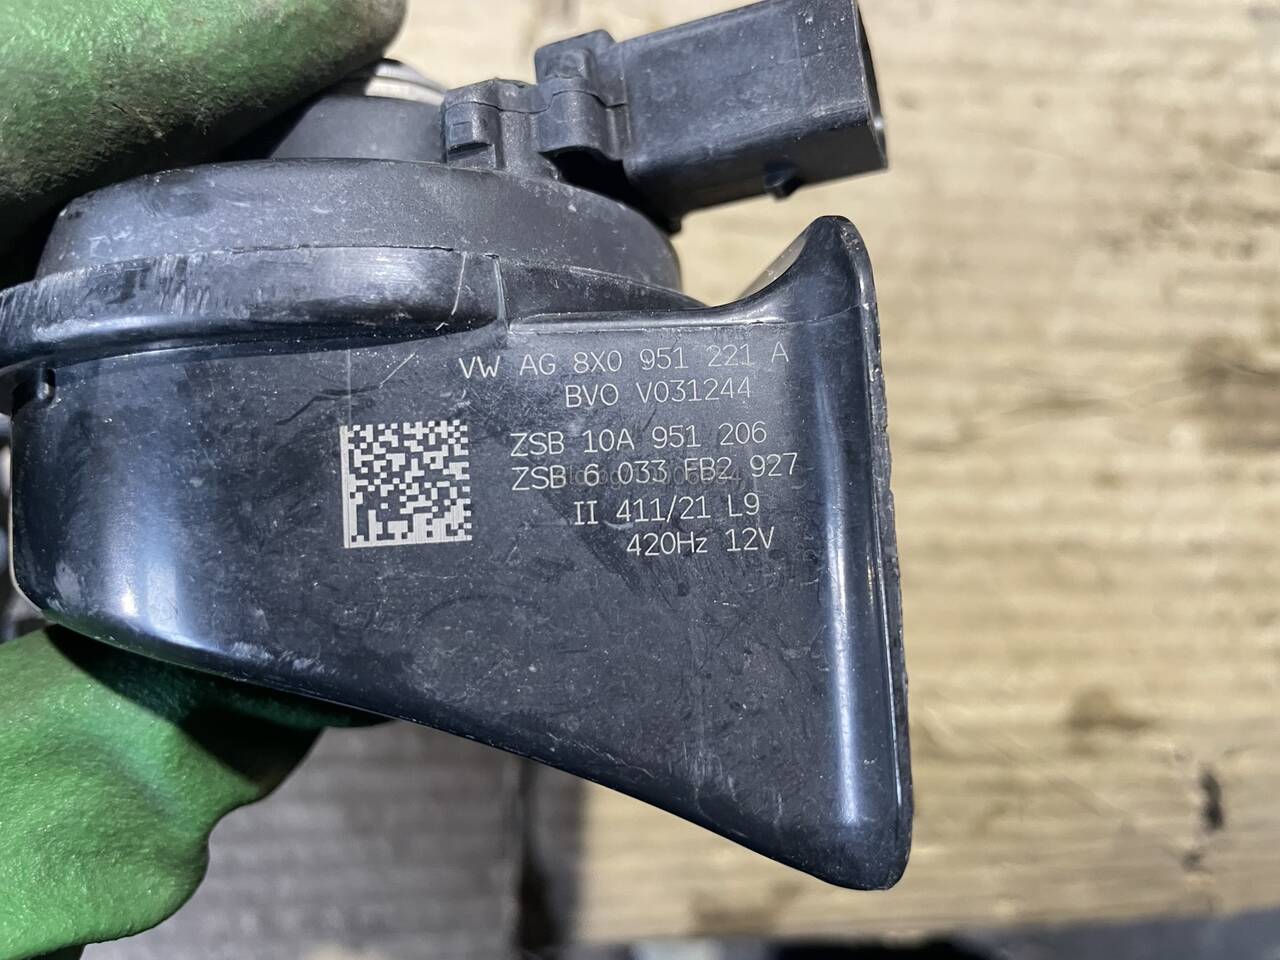 VW AG 8X0 951 221 A
BVO V031244
ZSB 10A 951 206
ZSB 6 033 FB2 927
II 411/21 L9
420Hz 12V